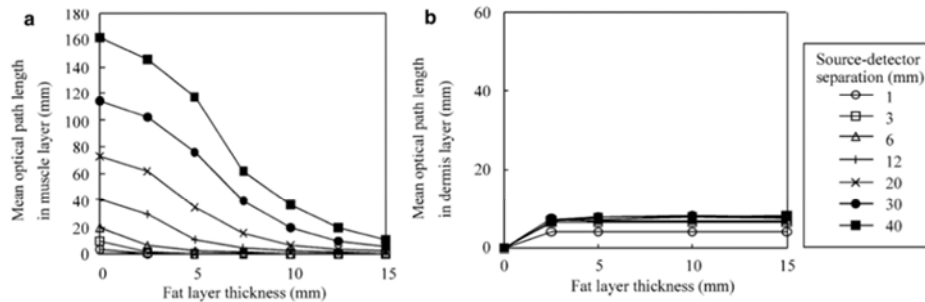 a
Mean optical path length
in muscle layer (mm)
180
160
140
120
100
80
60
40
20
0
0 5 10 15
Fat layer thickness (mm)
b
Mean optical path length
in dermis layer (mm)
60
40
20
0
0 5 10 15
Fat layer thickness (mm)
Source-detector
separation (mm)
1
3
6
12
20
30
40